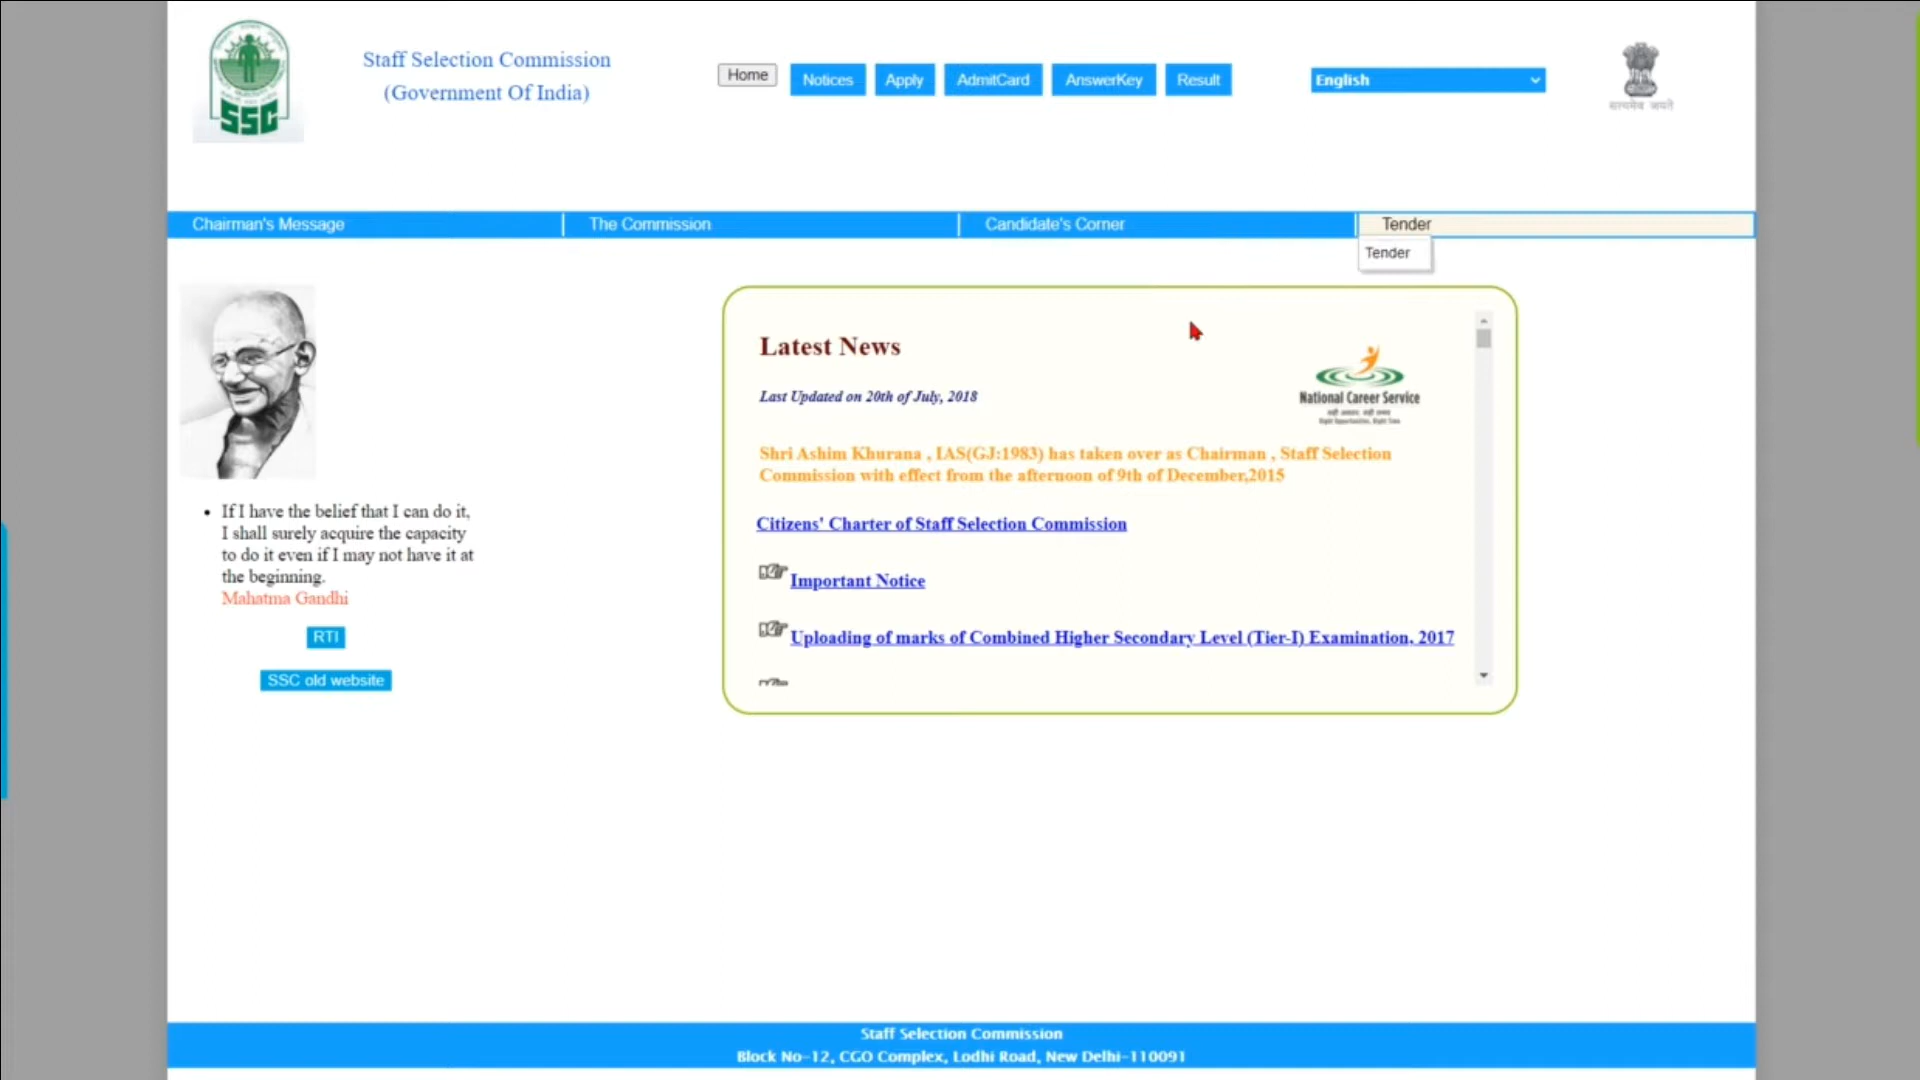 SSC
Staff Selection Commission
(Government Of India)
Home
Notices
Apply
AdmitCard
AnswerKey
Result
English
सत्यमेव जयते
Chairman's Message
The Commission
Candidate's Corner
Tender
Tender
If I have the belief that I can do it,
I shall surely acquire the capacity
to do it even if I may not have it at
the beginning.
Mahatma Gandhi
RTI
SSC old website
Latest News
Last Updated on 20th of July, 2018
National Career Service
Shri Ashim Khurana , IAS(GJ:1983) has taken over as Chairman , Staff Selection
Commission with effect from the afternoon of 9th of December,2015
Citizens' Charter of Staff Selection Commission
Important Notice
Uploading of marks of Combined Higher Secondary Level (Tier-I) Examination, 2017
Staff Selection Commission
Block No-12, CGO Complex, Lodhi Road, New Delhi-110091